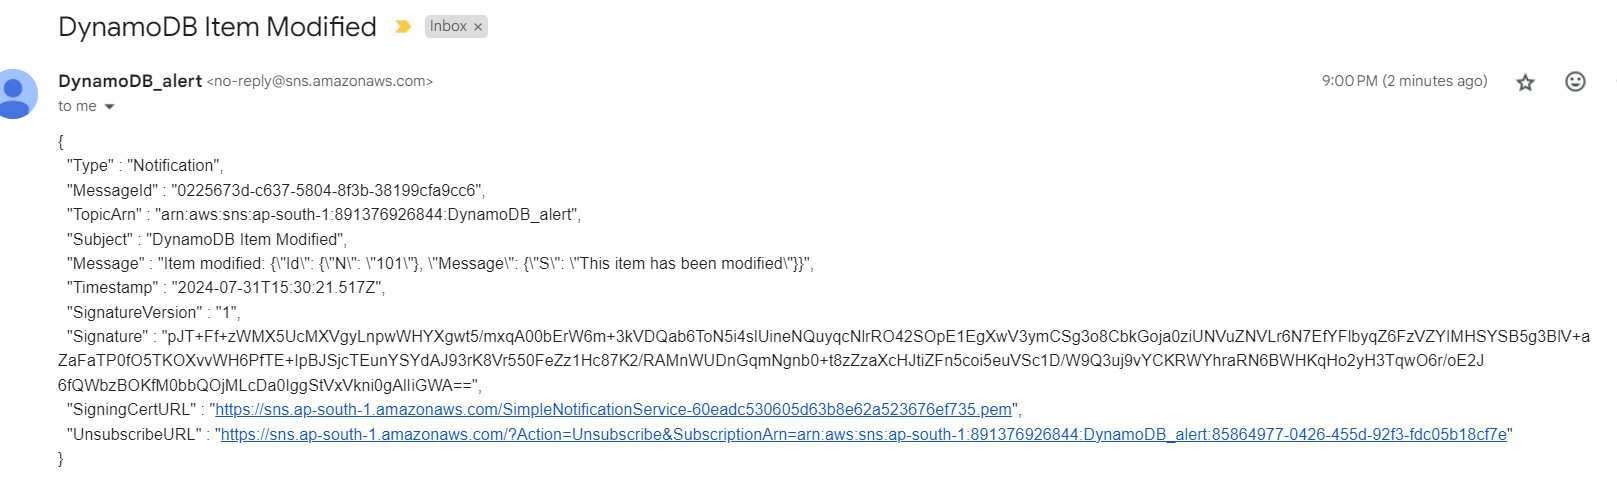 DynamoDB Item Modified Inbox ×
DynamoDB_alert <no-reply@sns.amazonaws.com> 9:00 PM (2 minutes ago)
to me
{
"Type" : "Notification",
"MessageId" : "0225673d-c637-5804-8f3b-38199cfa9cc6",
"TopicArn" : "arn:aws:sns:ap-south-1:891376926844:DynamoDB_alert",
"Subject" : "DynamoDB Item Modified",
"Message" : "Item modified: {\"Id\": {\"N\": \"101\"}, \"Message\": {\"S\": \"This item has been modified\"}}",
"Timestamp" : "2024-07-31T15:30:21.517Z",
"SignatureVersion" : "1",
"Signature" : "pJT+Ff+zWMX5UcMXVgyLnpwWHYXgwt5/mxqA00bErW6m+3kVDQab6ToN5i4slUineNQuyqcNlrRO42SOpE1EgXwV3ymCSg3o8CbkGoja0ziUNVuZNVLr6N7EfYFlbyqZ6FzVZYlMHSYSB5g3BlV+a
ZaFaTP0fO5TKOXvvWH6PfTE+IpBJSjcTEunYSYdAJ93rK8Vr550FeZz1Hc87K2/RAMnWUDnGqmNgnb0+t8zZzaXcHJtiZFn5coi5euVSc1D/W9Q3uj9vYCKRWYhraRN6BWHKqHo2yH3TqwO6r/oE2J
6fQWbzBOKfM0bbQOjMLcDa0lggStVxVkni0gAlIiGWA==",
"SigningCertURL" : "https://sns.ap-south-1.amazonaws.com/SimpleNotificationService-60eadc530605d63b8e62a523676ef735.pem",
"UnsubscribeURL" : "https://sns.ap-south-1.amazonaws.com/?Action=Unsubscribe&SubscriptionArn=arn:aws:sns:ap-south-1:891376926844:DynamoDB_alert:85864977-0426-455d-92f3-fdc05b18cf7e"
}